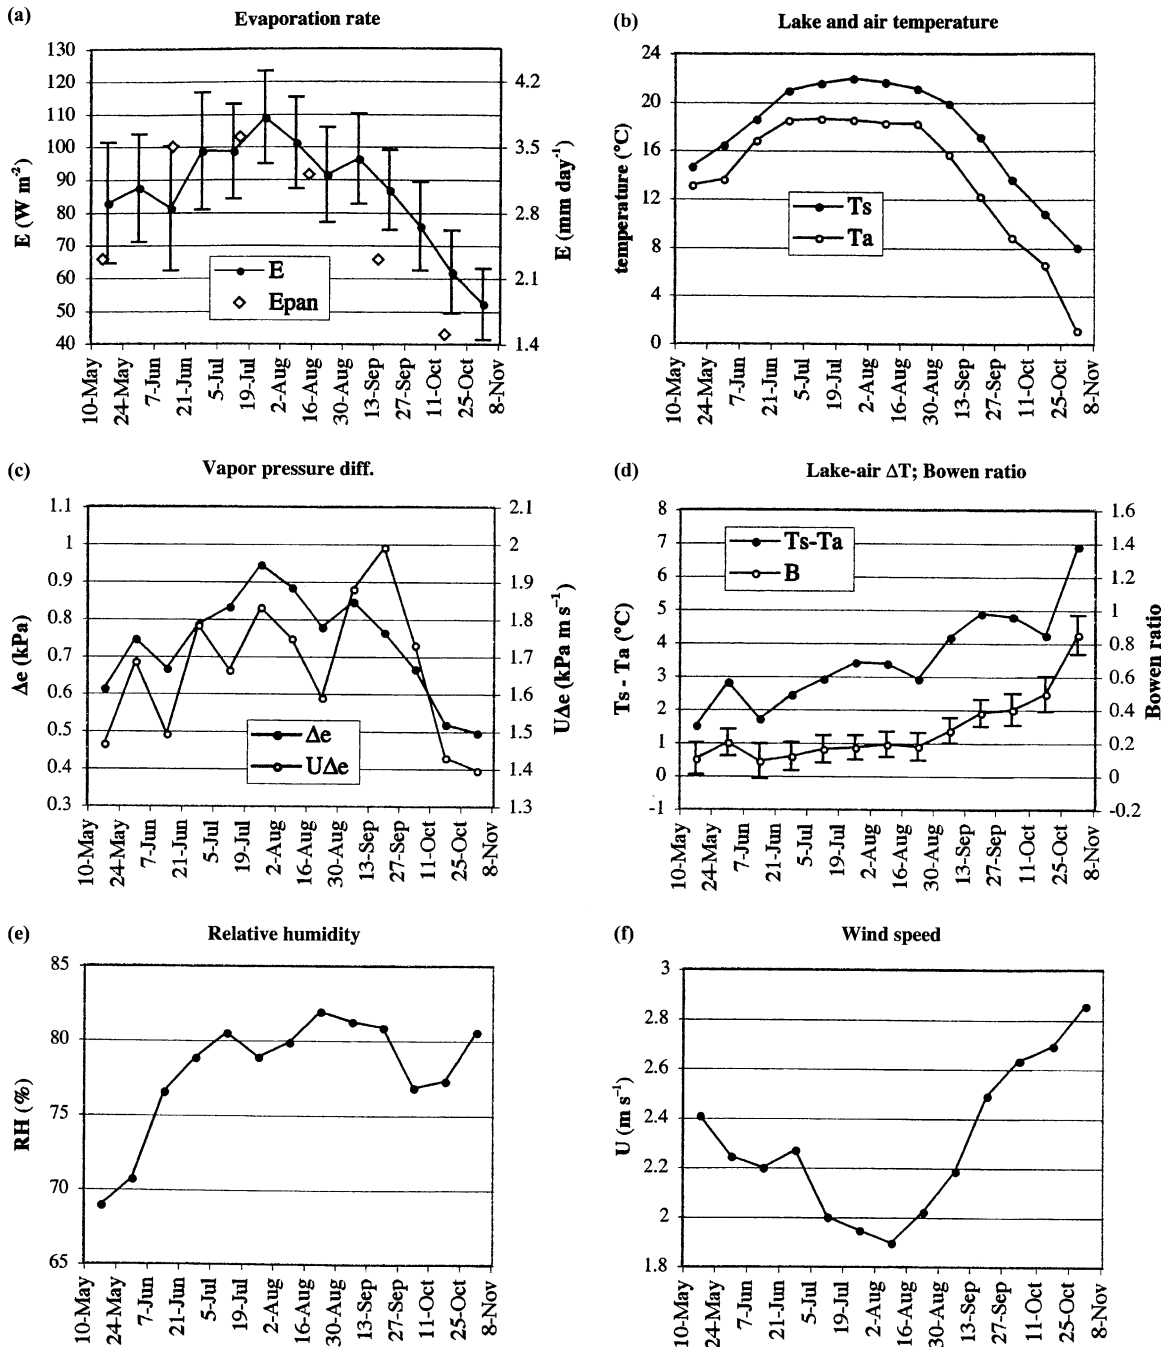 (a)
Evaporation rate
130
120
110
100
90
80
70
60
50
40
E (W m⁻²)
4.2
3.5
2.8
2.1
1.4
E (mm day⁻¹)
E
Epan
10-May
24-May
7-Jun
21-Jun
5-Jul
19-Jul
2-Aug
16-Aug
30-Aug
13-Sep
27-Sep
11-Oct
25-Oct
8-Nov
(b)
Lake and air temperature
24
20
16
12
8
4
0
temperature (°C)
Ts
Ta
10-May
24-May
7-Jun
21-Jun
5-Jul
19-Jul
2-Aug
16-Aug
30-Aug
13-Sep
27-Sep
11-Oct
25-Oct
8-Nov
(c)
Vapor pressure diff.
1.1
1
0.9
0.8
0.7
0.6
0.5
0.4
0.3
Δe (kPa)
2.1
2
1.9
1.8
1.7
1.6
1.5
1.4
1.3
UΔe (kPa m s⁻¹)
Δe
UΔe
10-May
24-May
7-Jun
21-Jun
5-Jul
19-Jul
2-Aug
16-Aug
30-Aug
13-Sep
27-Sep
11-Oct
25-Oct
8-Nov
(d)
Lake-air ΔT; Bowen ratio
8
7
6
5
4
3
2
1
0
-1
Ts - Ta (°C)
1.6
1.4
1.2
1
0.8
0.6
0.4
0.2
0
-0.2
Bowen ratio
Ts-Ta
B
10-May
24-May
7-Jun
21-Jun
5-Jul
19-Jul
2-Aug
16-Aug
30-Aug
13-Sep
27-Sep
11-Oct
25-Oct
8-Nov
(e)
Relative humidity
85
80
75
70
65
RH (%)
10-May
24-May
7-Jun
21-Jun
5-Jul
19-Jul
2-Aug
16-Aug
30-Aug
13-Sep
27-Sep
11-Oct
25-Oct
8-Nov
(f)
Wind speed
3
2.8
2.6
2.4
2.2
2
1.8
U (m s⁻¹)
10-May
24-May
7-Jun
21-Jun
5-Jul
19-Jul
2-Aug
16-Aug
30-Aug
13-Sep
27-Sep
11-Oct
25-Oct
8-Nov